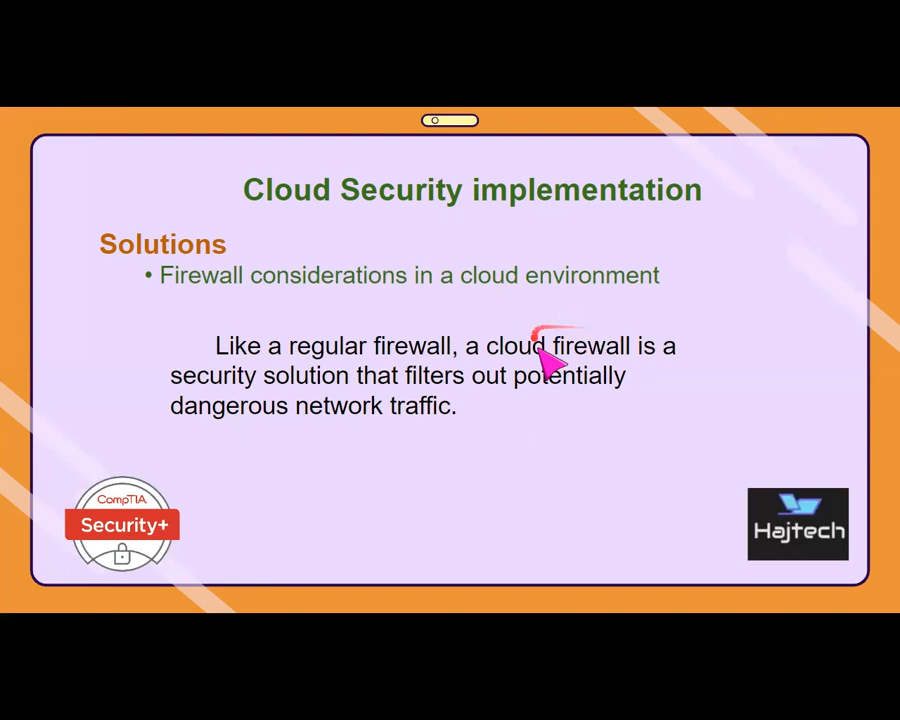 Cloud Security implementation
Solutions
• Firewall considerations in a cloud environment
Like a regular firewall, a cloud firewall is a
security solution that filters out potentially
dangerous network traffic.
CompTIA
Security+
Hajtech